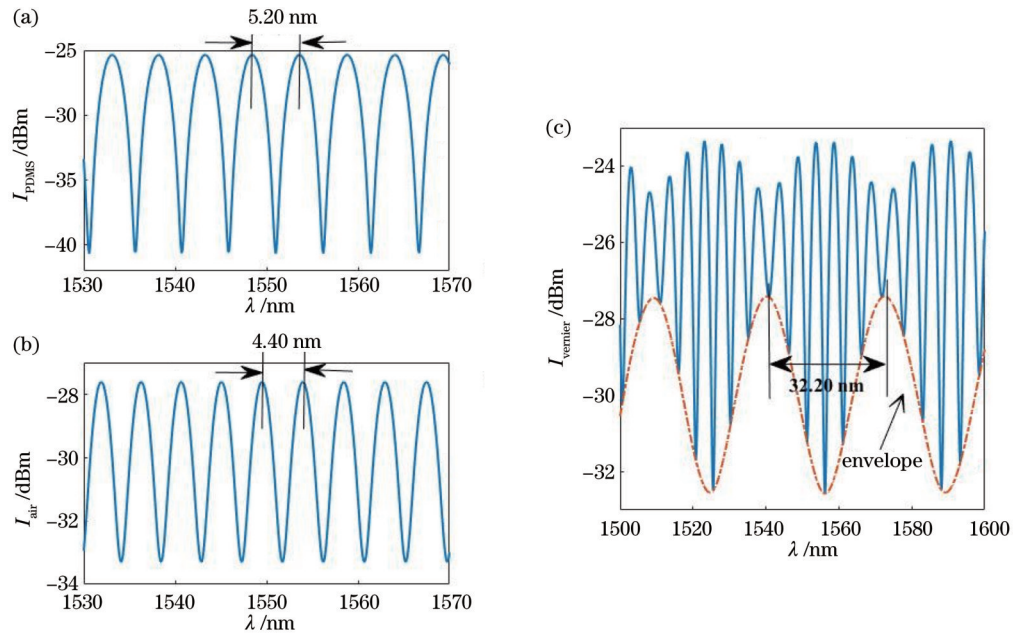 (a)
5.20 nm
−25
−30
−35
−40
I_PDMS /dBm
1530 1540 1550 1560 1570
λ /nm
(b)
4.40 nm
−28
−30
−32
−34
I_air /dBm
1530 1540 1550 1560 1570
λ /nm
(c)
−24
−26
−28
−30
−32
I_vernier /dBm
32.20 nm
envelope
1500 1520 1540 1560 1580 1600
λ /nm